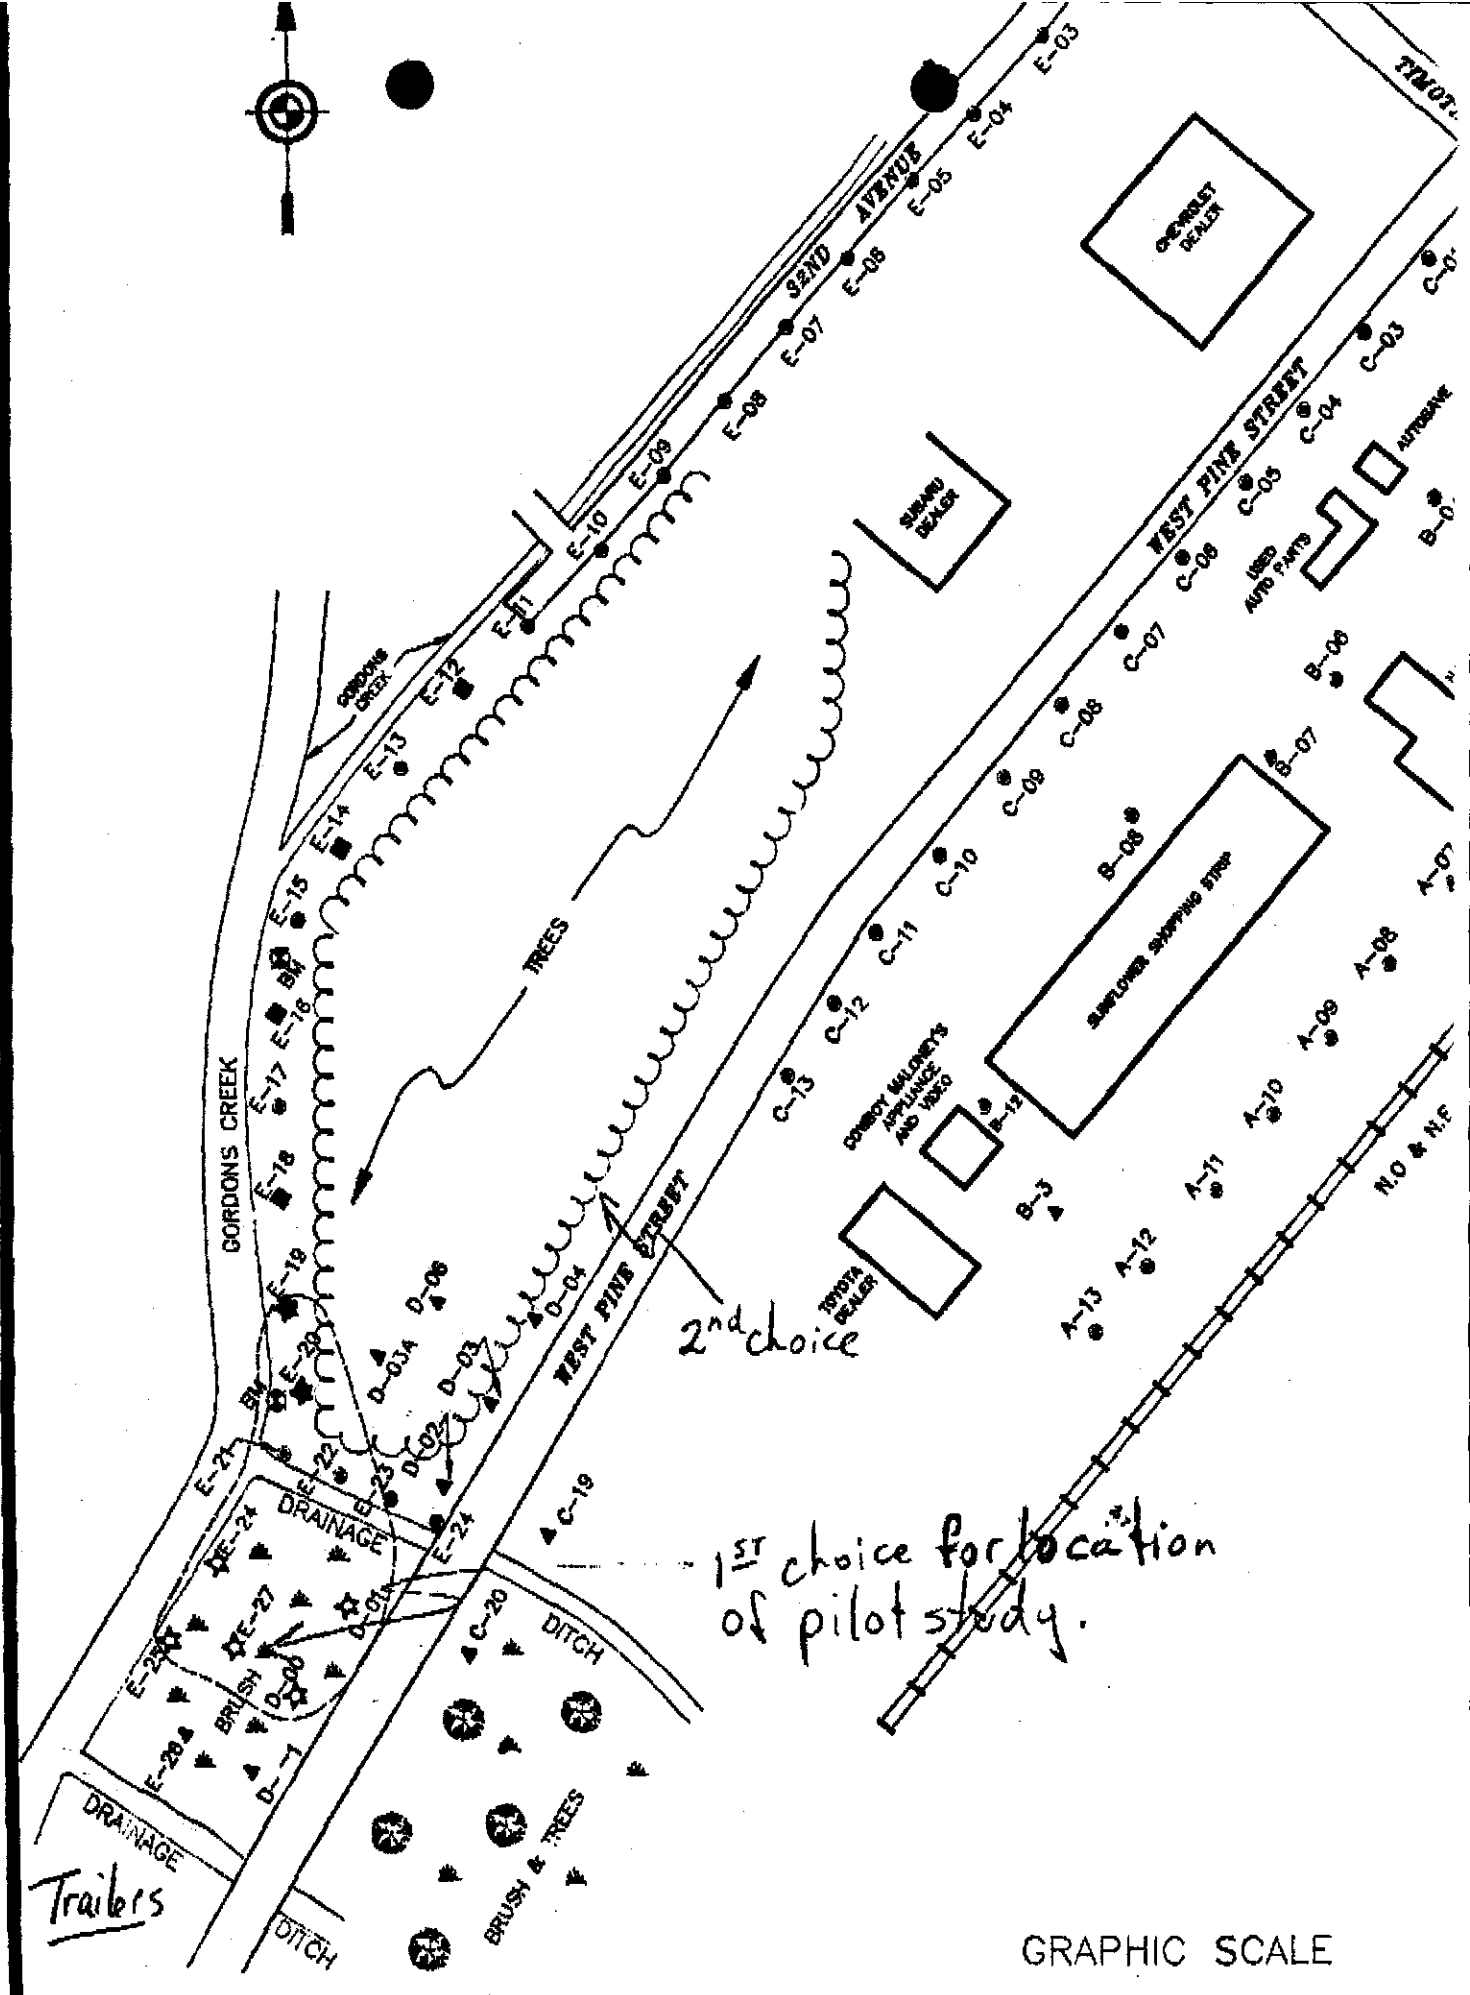 E-03
E-04
TIMOT
AVENUE
E-05
32ND
E-06
CHEVROLET
DEALER
E-07
C-03
E-08
WEST PINE STREET
C-04
E-09
C-05
SUBARU
DEALER
E-10
C-06
USED
AUTO PARTS
E-11
C-07
GORDONS
CREEK
E-12
B-06
C-08
E-13
B-07
C-09
E-14
B-08
C-10
E-15
SUNFLOWER SHOPPING STRIP
A-07
TREES
C-11
BM
A-08
E-16
C-12
A-09
GORDONS CREEK
E-17
C-13
COWBOY MALONEY'S
APPLIANCE
AND VIDEO
B-12
A-10
N.O & N.E
E-18
A-11
B-3
WEST PINE STREET
A-12
E-19
D-06
D-04
TOYOTA
DEALER
A-13
2nd choice
E-20
BM
D-03A
D-03
D-02
E-21
E-22
E-23
C-19
DRAINAGE
E-24
E-24
1ST choice for location
of pilot study.
E-27
D-01
C-20
DITCH
E-25
BRUSH
D-00
E-26
D--1
DRAINAGE
BRUSH & TREES
Trailers
DITCH
GRAPHIC SCALE